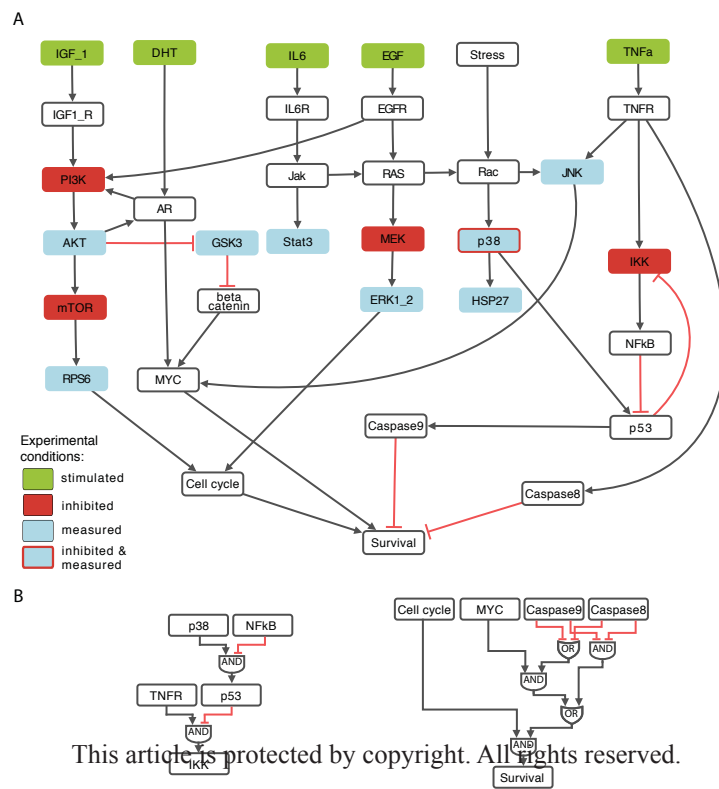 A
IGF_1
DHT
IL6
EGF
Stress
TNFa
IGF1_R
IL6R
EGFR
TNFR
PI3K
Jak
RAS
Rac
JNK
AR
AKT
GSK3
Stat3
MEK
p38
IKK
mTOR
beta
catenin
ERK1_2
HSP27
NFkB
RPS6
MYC
Caspase9
p53
Experimental
conditions:
stimulated
inhibited
measured
inhibited &
measured
Cell cycle
Caspase8
Survival
B
p38
NFkB
AND
TNFR
p53
AND
IKK
Cell cycle
MYC
Caspase9
Caspase8
OR
AND
AND
OR
AND
Survival
This article is protected by copyright. All rights reserved.